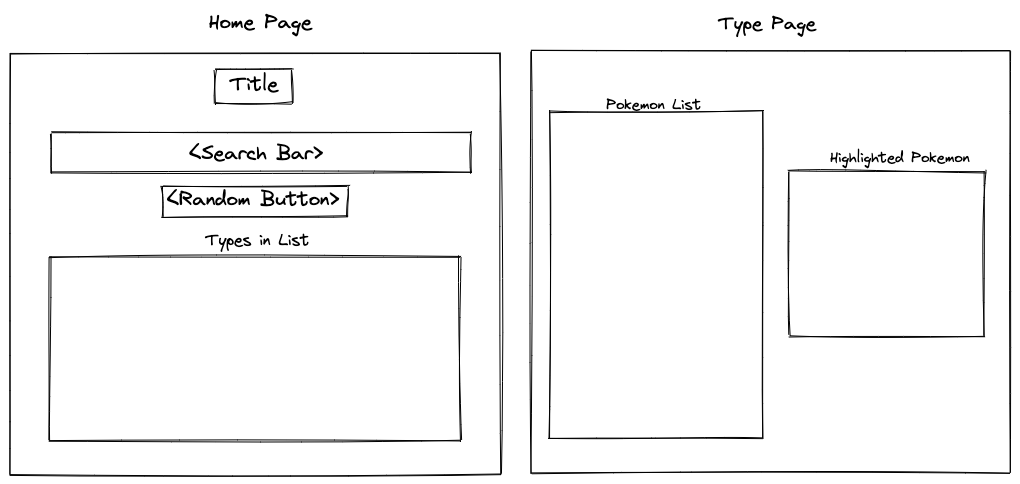 Home Page
Title
<Search Bar>
<Random Button>
Types in List
Type Page
Pokemon List
Highlighted Pokemon